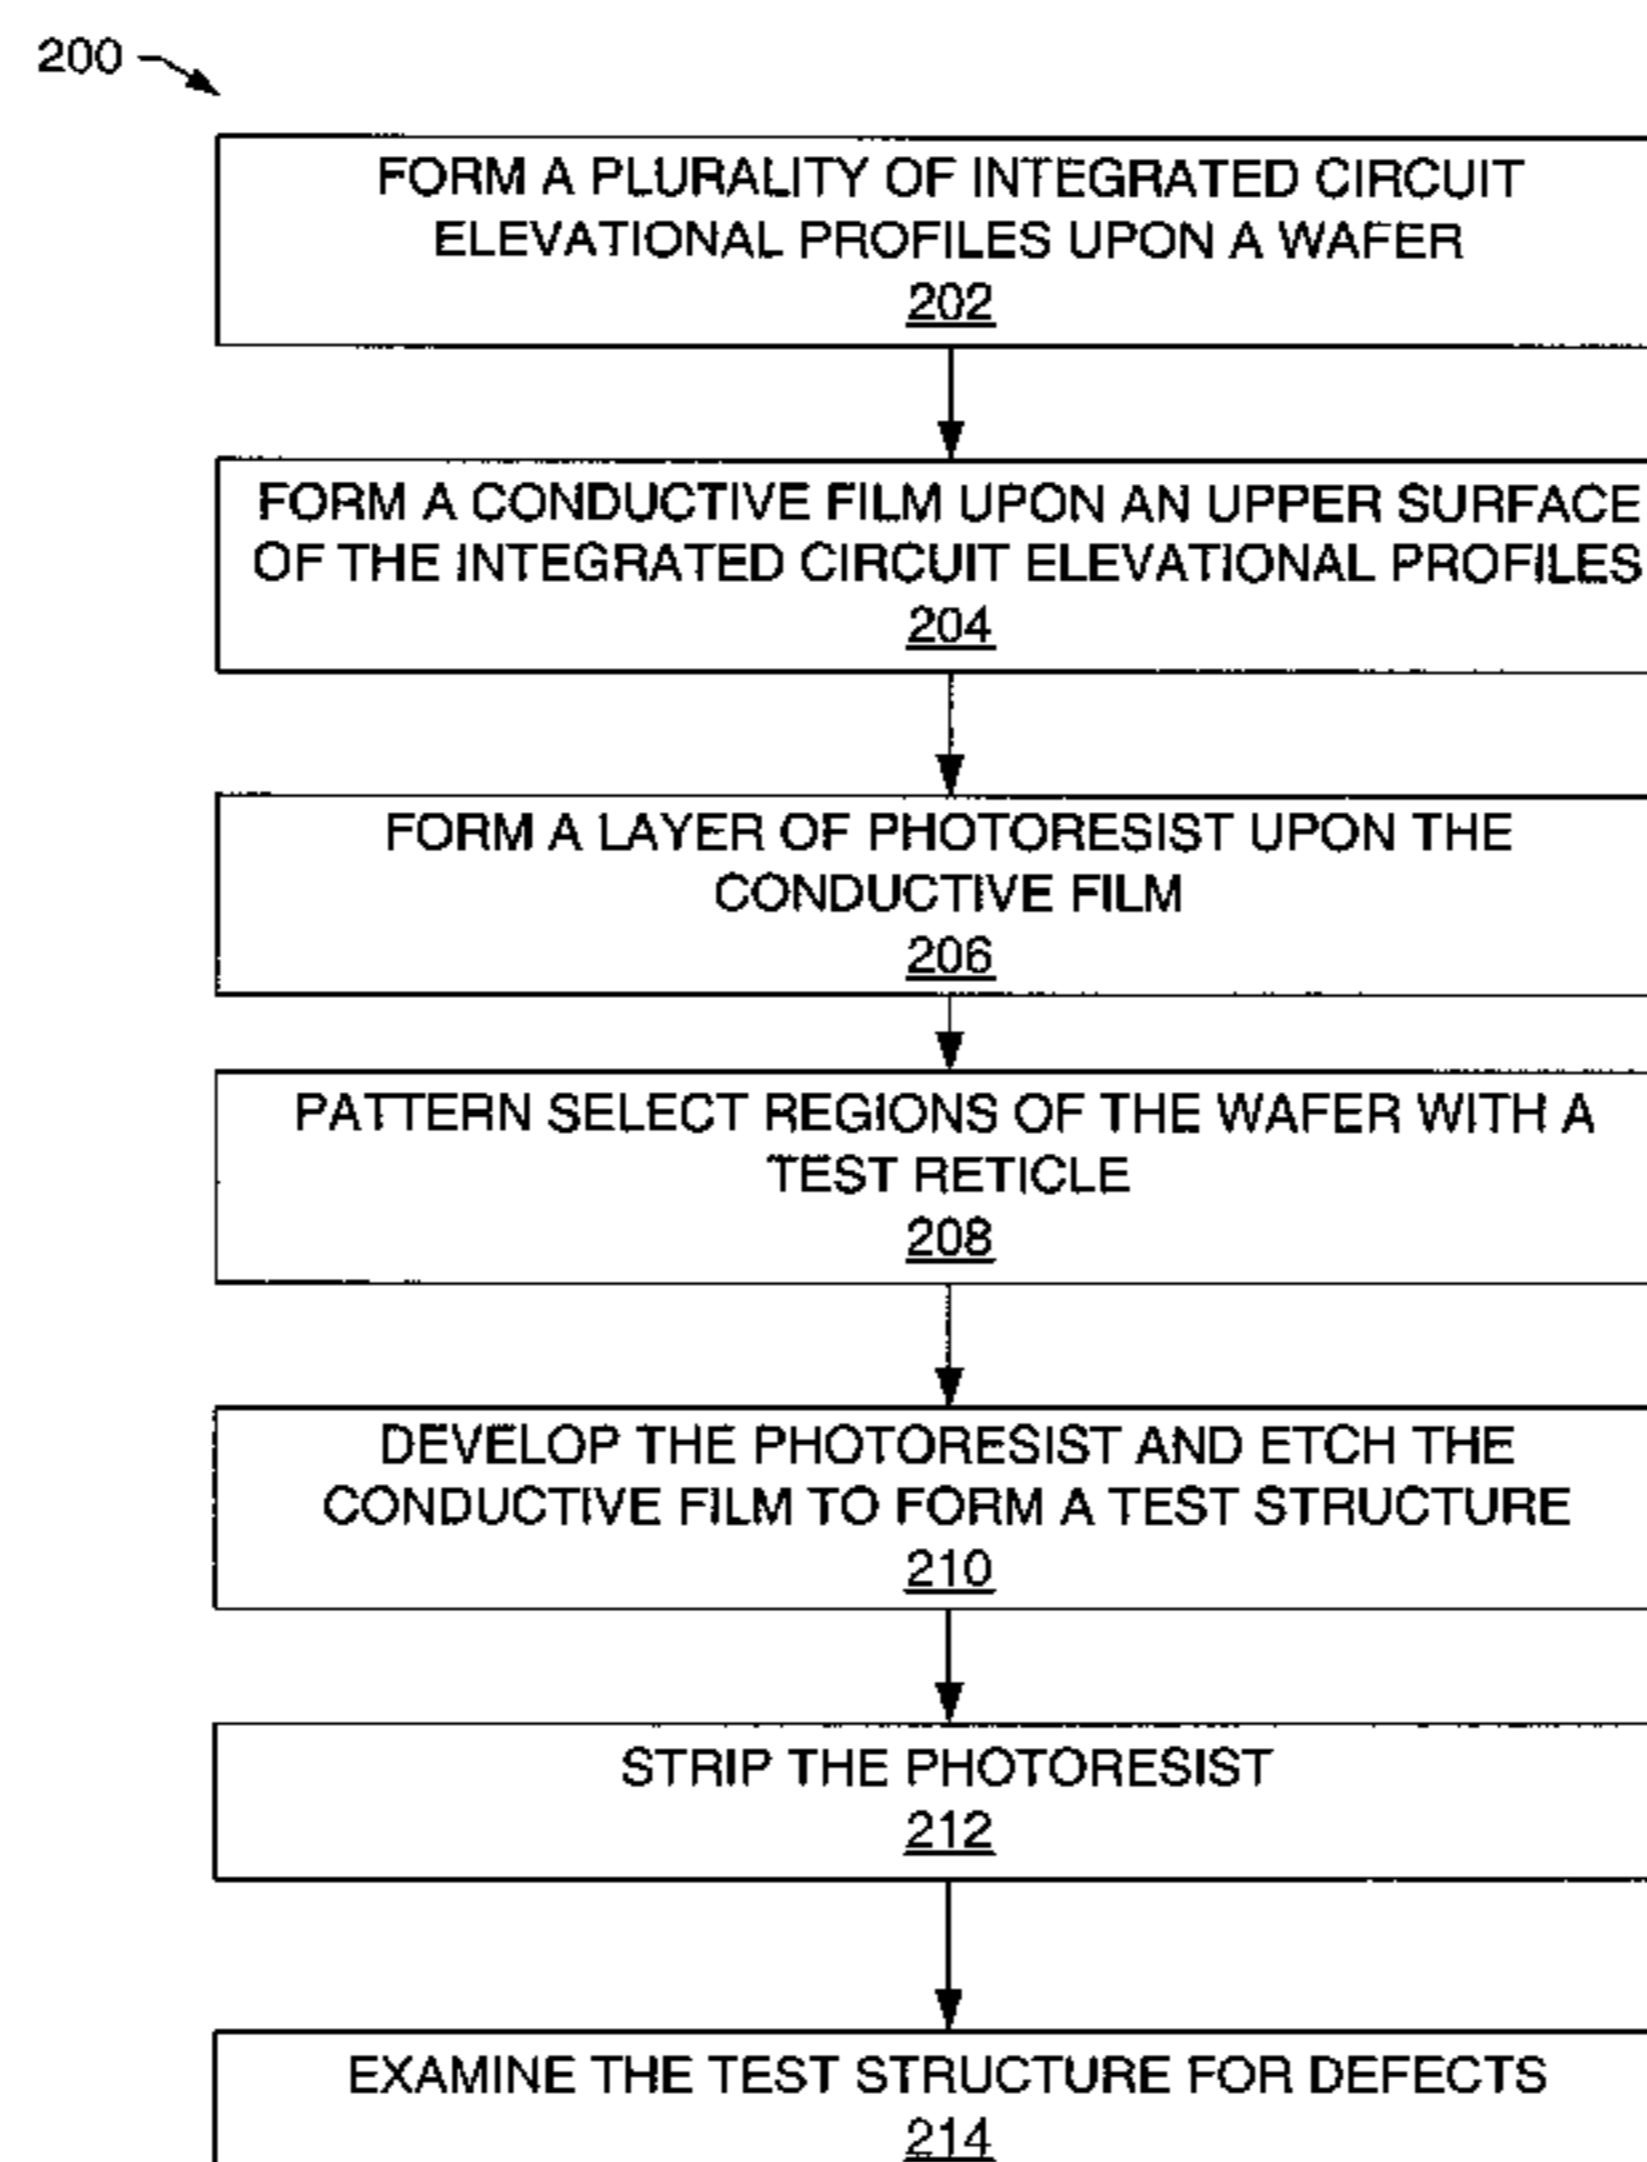 200
FORM A PLURALITY OF INTEGRATED CIRCUIT
ELEVATIONAL PROFILES UPON A WAFER
202
FORM A CONDUCTIVE FILM UPON AN UPPER SURFACE
OF THE INTEGRATED CIRCUIT ELEVATIONAL PROFILES
204
FORM A LAYER OF PHOTORESIST UPON THE
CONDUCTIVE FILM
206
PATTERN SELECT REGIONS OF THE WAFER WITH A
TEST RETICLE
208
DEVELOP THE PHOTORESIST AND ETCH THE
CONDUCTIVE FILM TO FORM A TEST STRUCTURE
210
STRIP THE PHOTORESIST
212
EXAMINE THE TEST STRUCTURE FOR DEFECTS
214